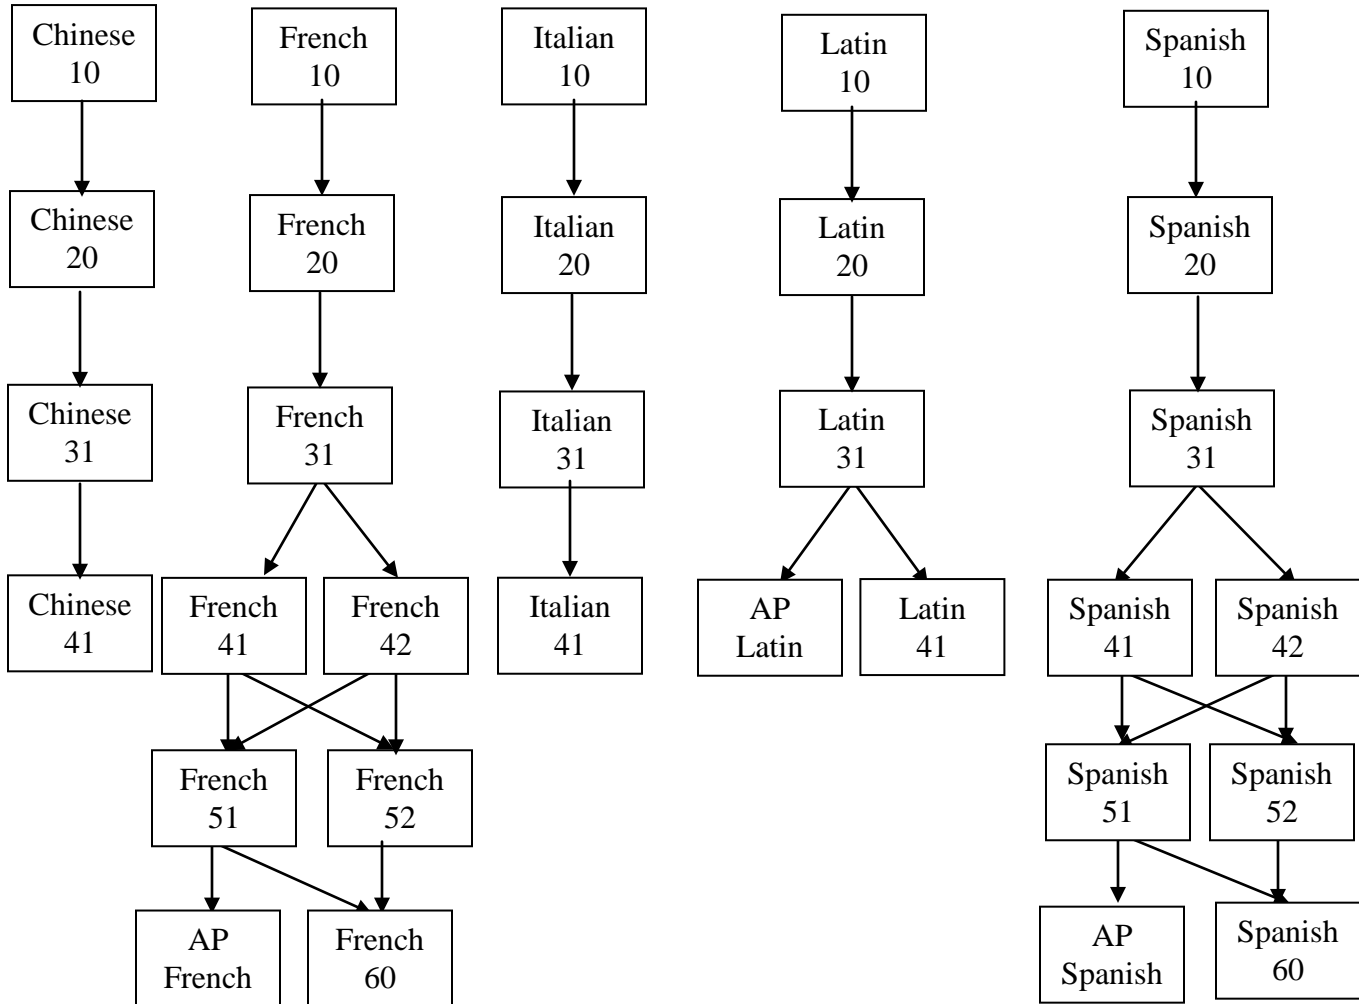 Chinese
10
French
10
Italian
10
Latin
10
Spanish
10
Chinese
20
French
20
Italian
20
Latin
20
Spanish
20
Chinese
31
French
31
Italian
31
Latin
31
Spanish
31
Chinese
41
French
41
French
42
Italian
41
AP
Latin
Latin
41
Spanish
41
Spanish
42
French
51
French
52
Spanish
51
Spanish
52
AP
French
French
60
AP
Spanish
Spanish
60